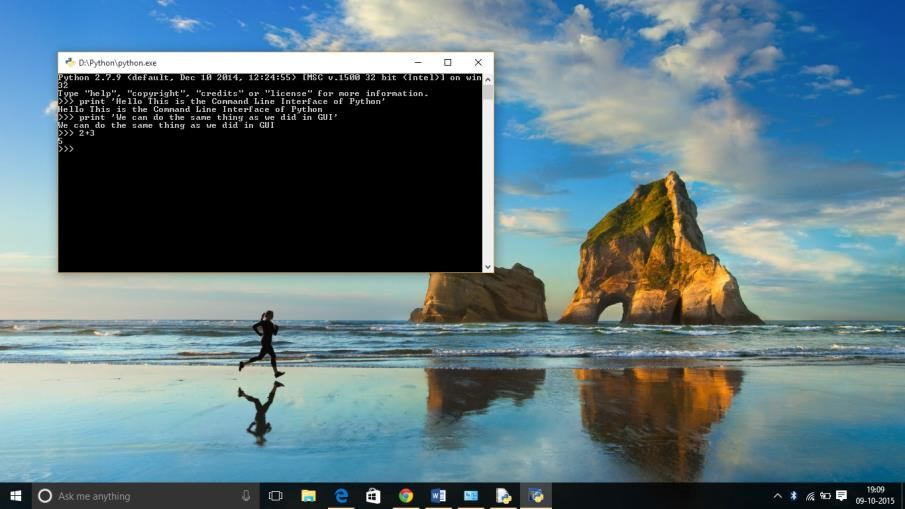 D:\Python\python.exe
Python 2.7.9 (default, Dec 10 2014, 12:24:55) [MSC v.1500 32 bit (Intel)] on win
32
Type "help", "copyright", "credits" or "license" for more information.
>>> print 'Hello This is the Command Line Interface of Python'
Hello This is the Command Line Interface of Python
>>> print 'We can do the same thing as we did in GUI'
We can do the same thing as we did in GUI
>>> 2+3
5
>>>
Ask me anything
19:09
09-10-2015